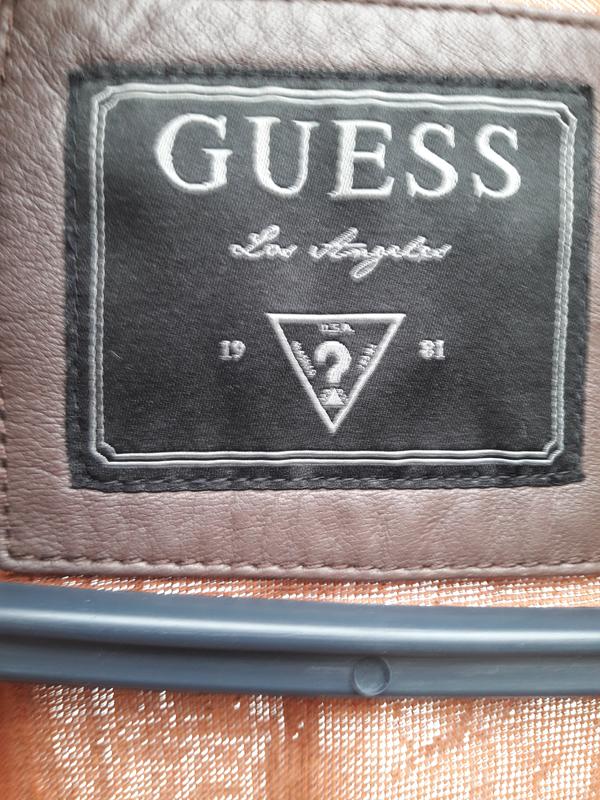 GUESS
Los Angeles
U.S.A.
19 ? 81